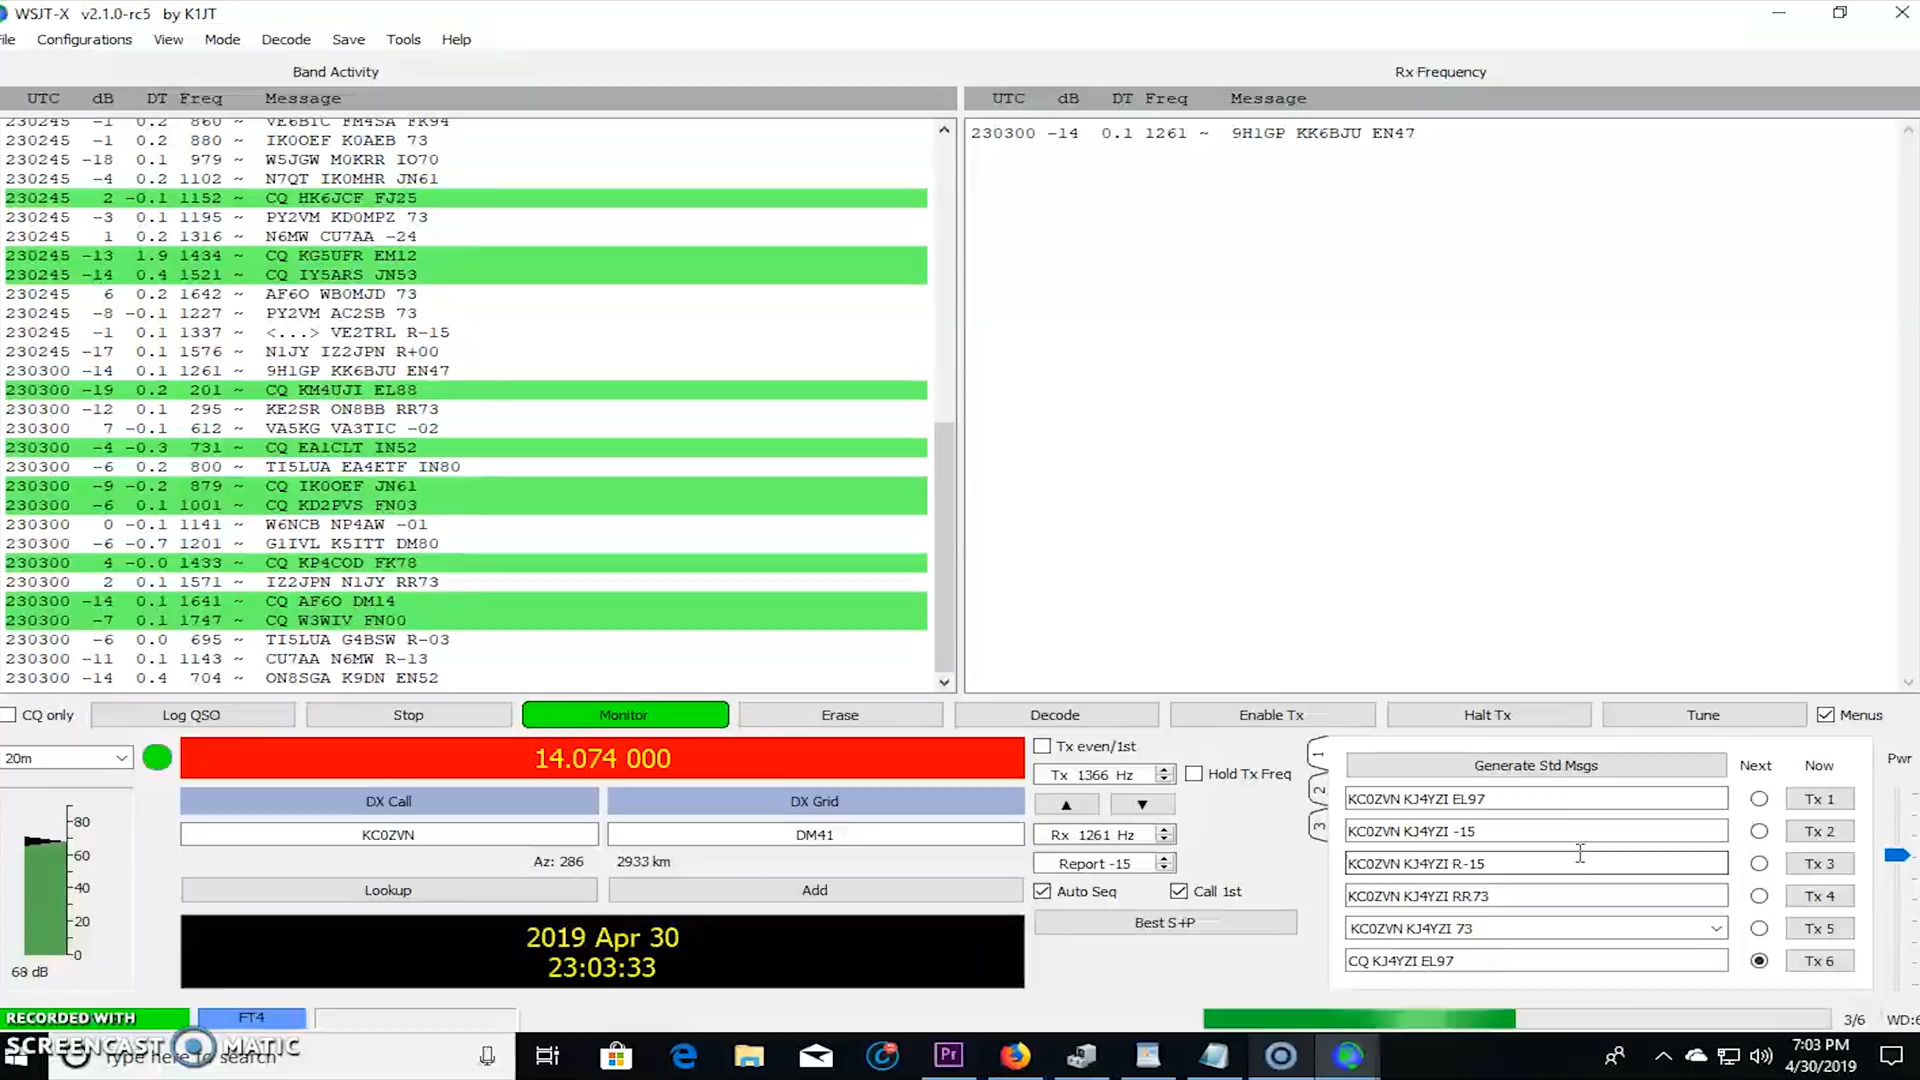 WSJT-X v2.1.0-rc5 by K1JT
File Configurations View Mode Decode Save Tools Help
Band Activity
UTC dB DT Freq Message
230245 -1 0.2 860 ~ VE6BIC FM4SA FK94
230245 -1 0.2 880 ~ IK0OEF K0AEB 73
230245 -18 0.1 979 ~ W5JGW M0KRR IO70
230245 -4 0.2 1102 ~ N7QT IK0MHR JN61
230245 2 -0.1 1152 ~ CQ HK6JCF FJ25
230245 -3 0.1 1195 ~ PY2VM KD0MPZ 73
230245 1 0.2 1316 ~ N6MW CU7AA -24
230245 -13 1.9 1434 ~ CQ KG5UFR EM12
230245 -14 0.4 1521 ~ CQ IY5ARS JN53
230245 6 0.2 1642 ~ AF6O WB0MJD 73
230245 -8 -0.1 1227 ~ PY2VM AC2SB 73
230245 -1 0.1 1337 ~ <...> VE2TRL R-15
230245 -17 0.1 1576 ~ N1JY IZ2JPN R+00
230300 -14 0.1 1261 ~ 9H1GP KK6BJU EN47
230300 -19 0.2 201 ~ CQ KM4UJI EL88
230300 -12 0.1 295 ~ KE2SR ON8BB RR73
230300 7 -0.1 612 ~ VA5KG VA3TIC -02
230300 -4 -0.3 731 ~ CQ EA1CLT IN52
230300 -6 0.2 800 ~ TI5LUA EA4ETF IN80
230300 -9 -0.2 879 ~ CQ IK0OEF JN61
230300 -6 0.1 1001 ~ CQ KD2PVS FN03
230300 0 -0.1 1141 ~ W6NCB NP4AW -01
230300 -6 -0.7 1201 ~ G1IVL K5ITT DM80
230300 4 -0.0 1433 ~ CQ KP4COD FK78
230300 2 0.1 1571 ~ IZ2JPN N1JY RR73
230300 -14 0.1 1641 ~ CQ AF6O DM14
230300 -7 0.1 1747 ~ CQ W3WIV FN00
230300 -6 0.0 695 ~ TI5LUA G4BSW R-03
230300 -11 0.1 1143 ~ CU7AA N6MW R-13
230300 -14 0.4 704 ~ ON8SGA K9DN EN52
Rx Frequency
UTC dB DT Freq Message
230300 -14 0.1 1261 ~ 9H1GP KK6BJU EN47
CQ only Log QSO Stop Monitor Erase Decode Enable Tx Halt Tx Tune Menus
20m
14.074 000
DX Call DX Grid
KC0ZVN DM41
Az: 286 2933 km
Lookup Add
2019 Apr 30
23:03:33
80
60
40
20
0
68 dB
Tx even/1st
Tx 1366 Hz Hold Tx Freq
Rx 1261 Hz
Report -15
Auto Seq Call 1st
Best S+P
1
2
3
Generate Std Msgs Next Now
KC0ZVN KJ4YZI EL97 Tx 1
KC0ZVN KJ4YZI -15 Tx 2
KC0ZVN KJ4YZI R-15 Tx 3
KC0ZVN KJ4YZI RR73 Tx 4
KC0ZVN KJ4YZI 73 Tx 5
CQ KJ4YZI EL97 Tx 6
Pwr
FT4 3/6 WD:6
RECORDED WITH
SCREENCAST MATIC
Type here to search
Pr
7:03 PM
4/30/2019